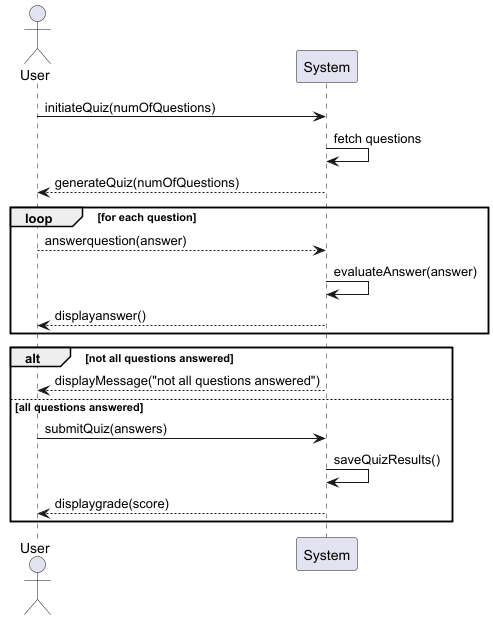 User
System
initiateQuiz(numOfQuestions)
fetch questions
generateQuiz(numOfQuestions)
loop [for each question]
answerquestion(answer)
evaluateAnswer(answer)
displayanswer()
alt [not all questions answered]
displayMessage("not all questions answered")
[all questions answered]
submitQuiz(answers)
saveQuizResults()
displaygrade(score)
User
System